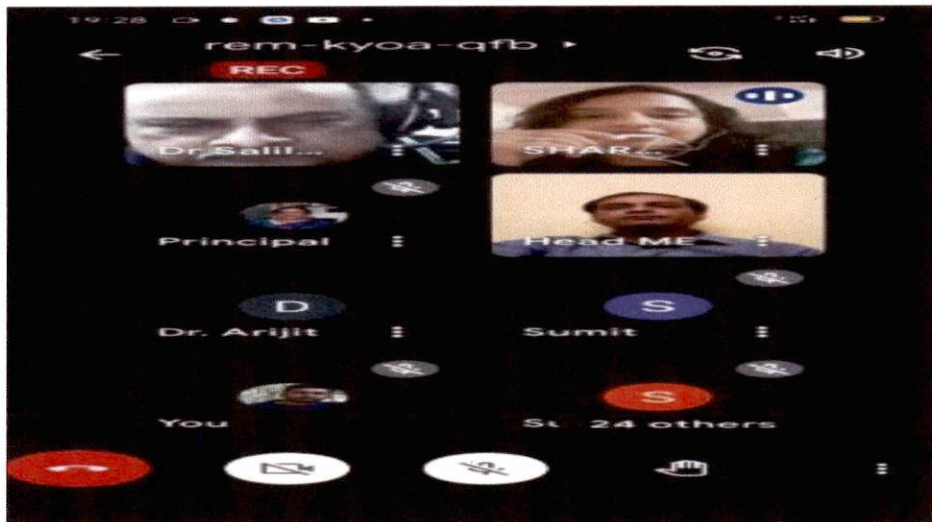 19:28
rem-kyoa-qfb
REC
Dr Salil...
SHAR...
Principal
Head ME
D
S
Dr. Arijit
Sumit
S
You
24 others